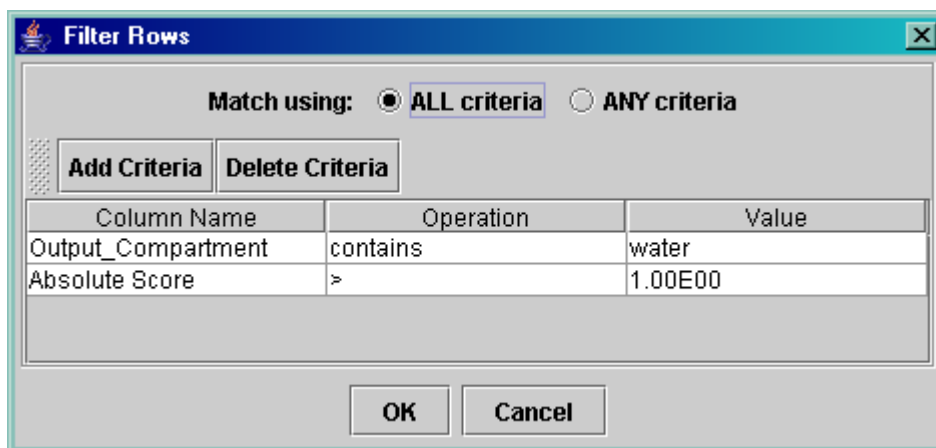 Filter Rows
Match using: ALL criteria ANY criteria
Add Criteria Delete Criteria
Column Name Operation Value
Output_Compartment contains water
Absolute Score > 1.00E00
OK Cancel